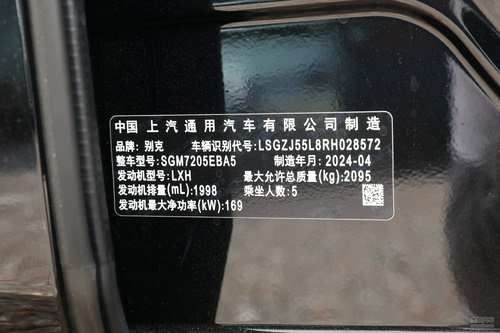 中国 上汽通用汽车有限公司制造
品牌: 别克 车辆识别代号:LSGZJ55L8RH028572
整车型号:SGM7205EBA5 制造年月:2024-04
发动机型号:LXH 最大允许总质量(kg):2095
发动机排量(mL):1998 乘坐人数:5
发动机最大净功率(kW):169